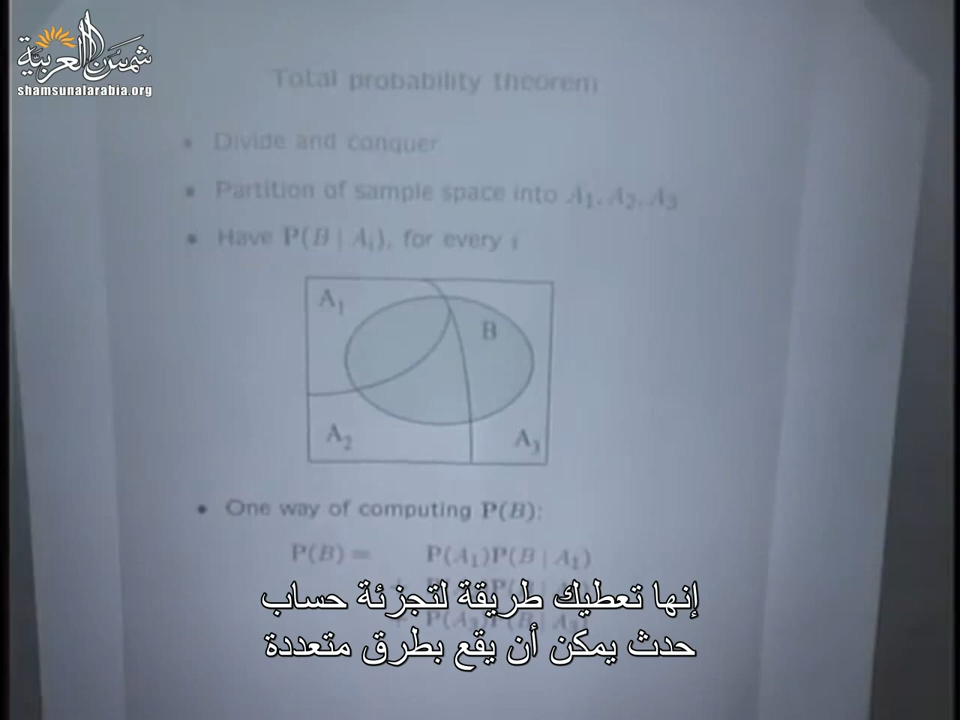 شمس العربية
shamsunalarabia.org
Total probability theorem
• Divide and conquer
• Partition of sample space into A₁, A₂, A₃
• Have P(B | Aᵢ), for every i
A₁
B
A₂
A₃
• One way of computing P(B):
P(B) = P(A₁)P(B | A₁)
+ P(A₃)P(B | A₃)
إنها تعطيك طريقة لتجزئة حساب
حدث يمكن أن يقع بطرق متعددة